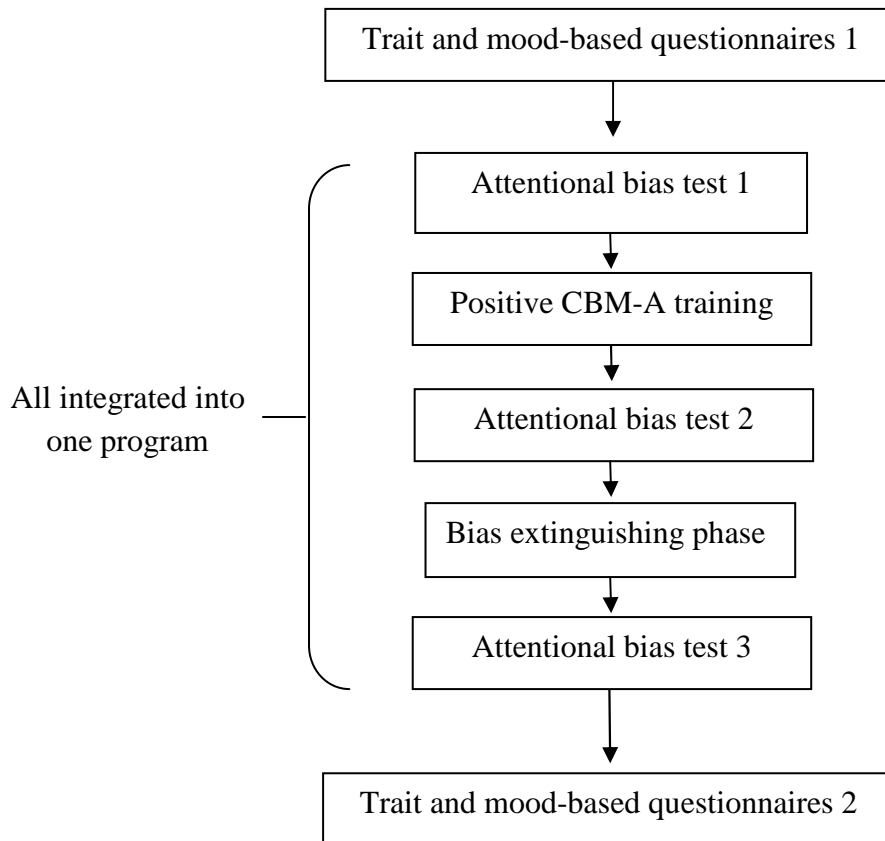 Trait and mood-based questionnaires 1
Attentional bias test 1
Positive CBM-A training
All integrated into
one program
Attentional bias test 2
Bias extinguishing phase
Attentional bias test 3
Trait and mood-based questionnaires 2